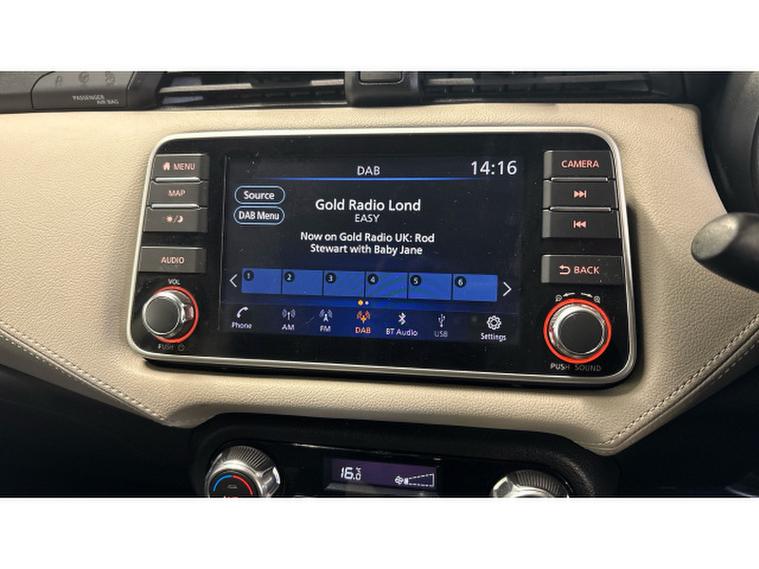 PASSENGER
AIR BAG
MENU
MAP
AUDIO
VOL
PUSH
DAB
14:16
Source
DAB Menu
Gold Radio Lond
EASY
Now on Gold Radio UK: Rod
Stewart with Baby Jane
1 2 3 4 5 6
Phone AM FM DAB BT Audio USB Settings
CAMERA
BACK
PUSH SOUND
16.0